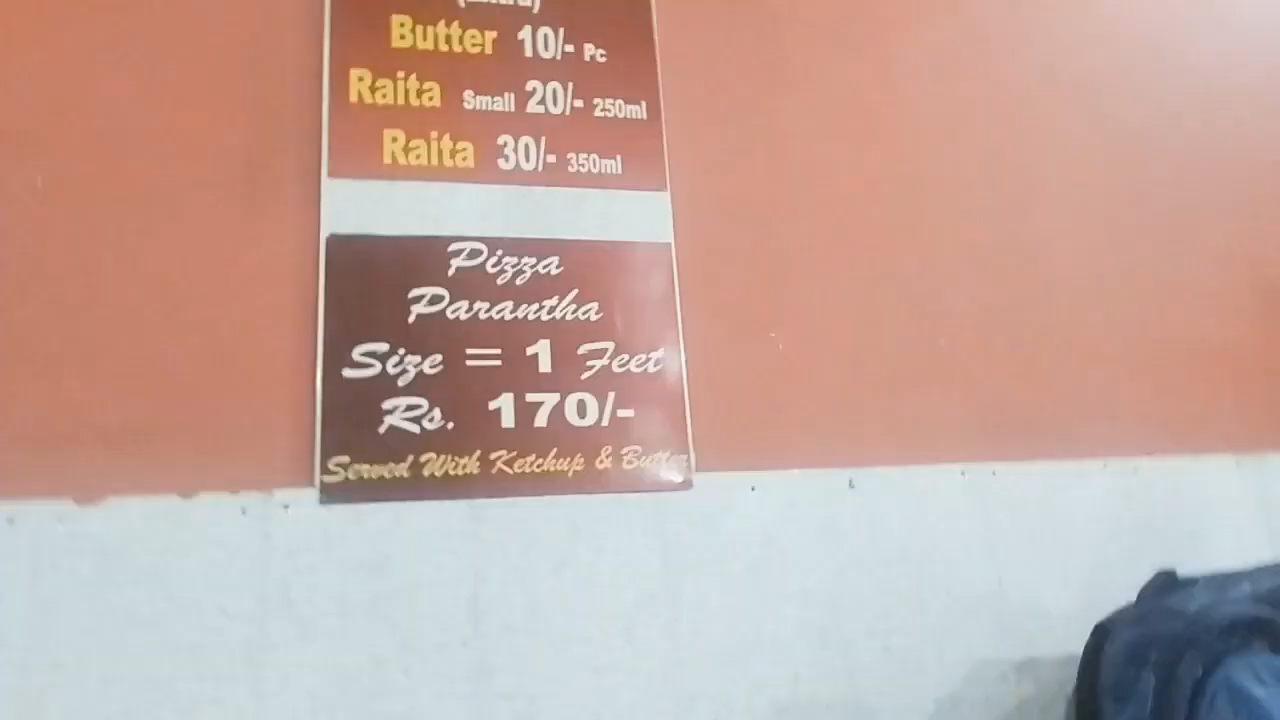 Butter 10/- Pc
Raita Small 20/- 250ml
Raita 30/- 350ml
Pizza
Parantha
Size = 1 Feet
Rs. 170/-
Served With Ketchup & Butter